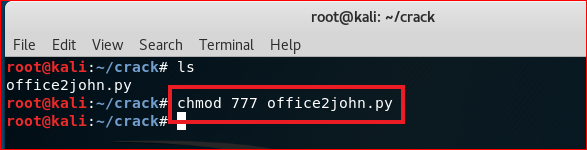 root@kali: ~/crack
File Edit View Search Terminal Help
root@kali:~/crack# ls
office2john.py
root@kali:~/crack# chmod 777 office2john.py
root@kali:~/crack#